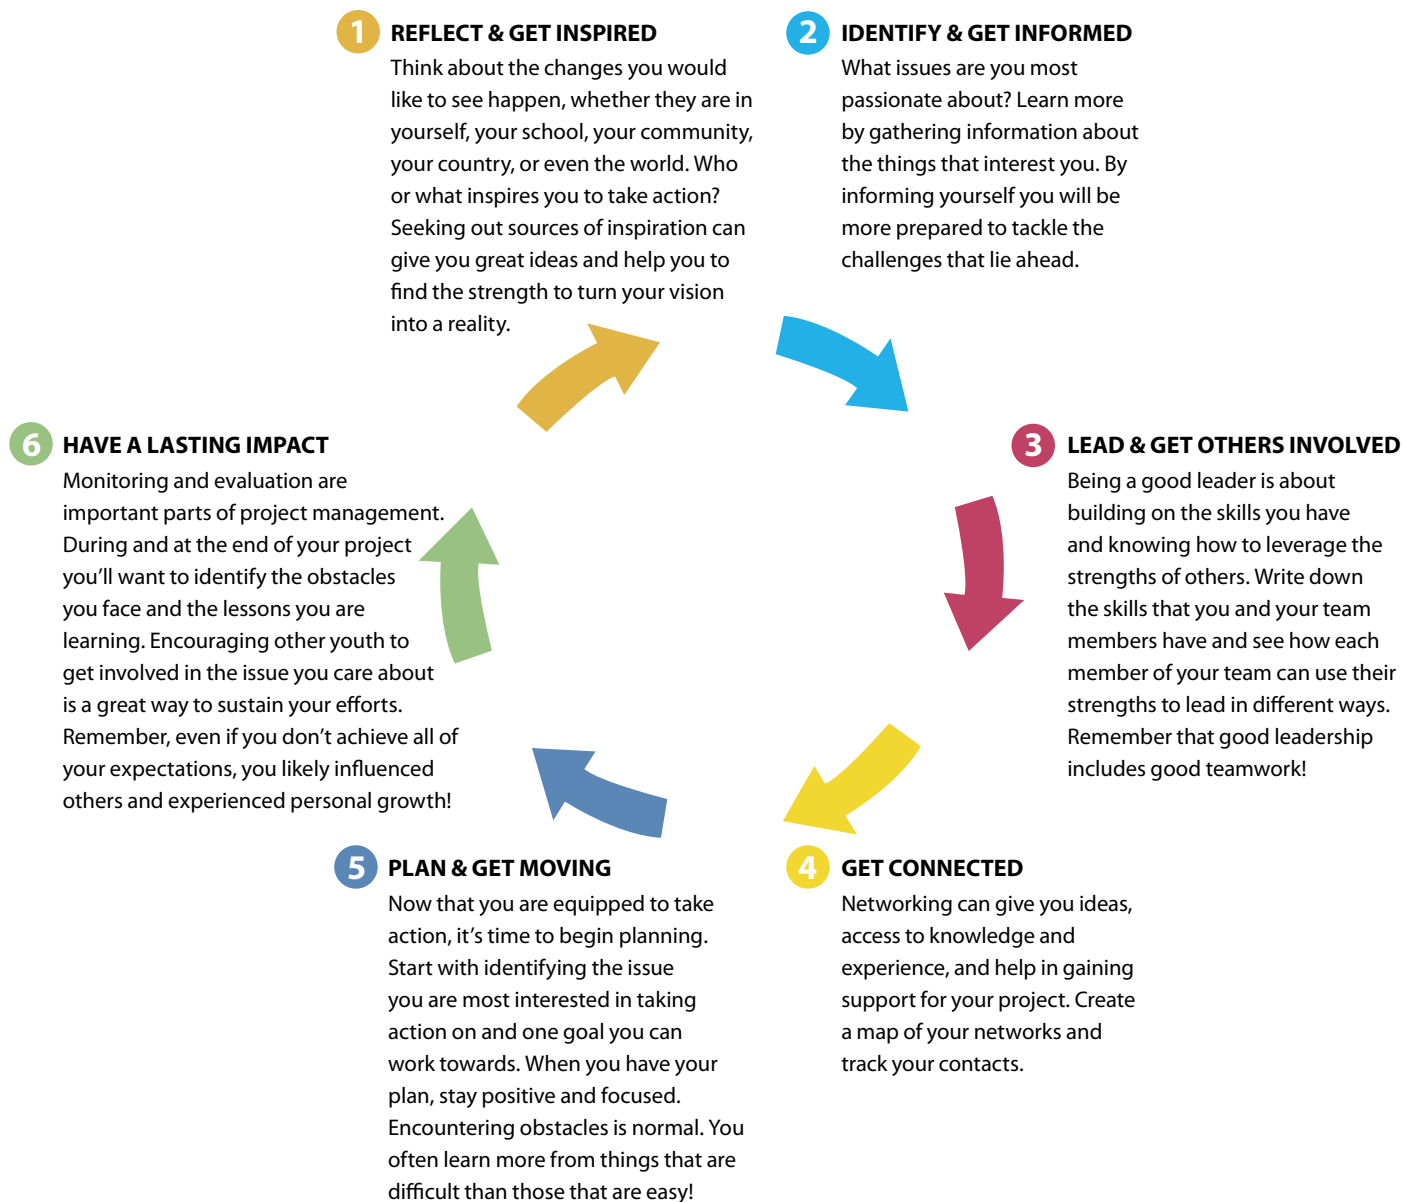 1 REFLECT & GET INSPIRED
Think about the changes you would
like to see happen, whether they are in
yourself, your school, your community,
your country, or even the world. Who
or what inspires you to take action?
Seeking out sources of inspiration can
give you great ideas and help you to
find the strength to turn your vision
into a reality.
2 IDENTIFY & GET INFORMED
What issues are you most
passionate about? Learn more
by gathering information about
the things that interest you. By
informing yourself you will be
more prepared to tackle the
challenges that lie ahead.
3 LEAD & GET OTHERS INVOLVED
Being a good leader is about
building on the skills you have
and knowing how to leverage the
strengths of others. Write down
the skills that you and your team
members have and see how each
member of your team can use their
strengths to lead in different ways.
Remember that good leadership
includes good teamwork!
4 GET CONNECTED
Networking can give you ideas,
access to knowledge and
experience, and help in gaining
support for your project. Create
a map of your networks and
track your contacts.
5 PLAN & GET MOVING
Now that you are equipped to take
action, it’s time to begin planning.
Start with identifying the issue
you are most interested in taking
action on and one goal you can
work towards. When you have your
plan, stay positive and focused.
Encountering obstacles is normal. You
often learn more from things that are
difficult than those that are easy!
6 HAVE A LASTING IMPACT
Monitoring and evaluation are
important parts of project management.
During and at the end of your project
you’ll want to identify the obstacles
you face and the lessons you are
learning. Encouraging other youth to
get involved in the issue you care about
is a great way to sustain your efforts.
Remember, even if you don’t achieve all of
your expectations, you likely influenced
others and experienced personal growth!